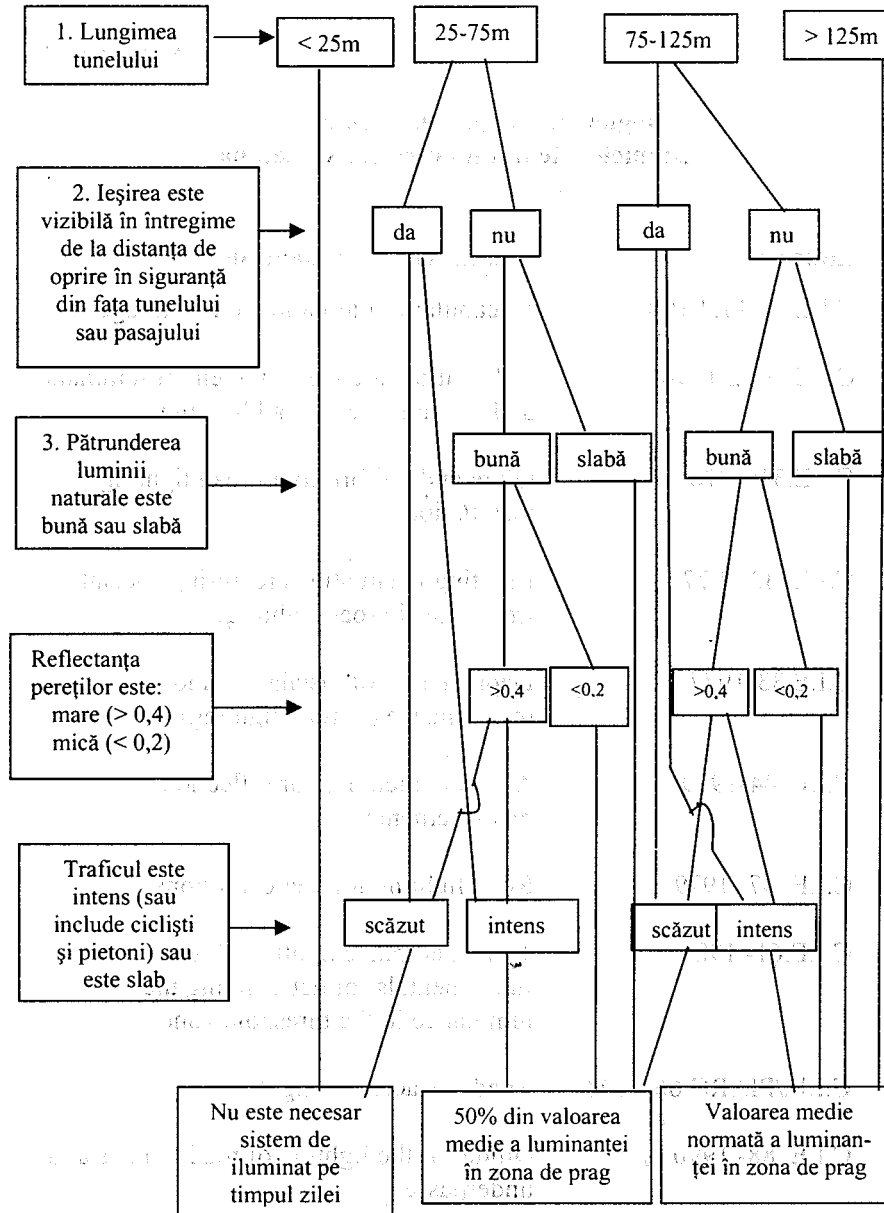 1. Lungimea
tunelului
< 25m
25-75m
75-125m
> 125m
2. Ieşirea este
vizibilă în întregime
de la distanţa de
oprire în siguranţă
din faţa tunelului
sau pasajului
da
nu
da
nu
3. Pătrunderea
luminii
naturale este
bună sau slabă
bună
slabă
bună
slabă
Reflectanţa
pereţilor este:
mare (> 0,4)
mică (< 0,2)
>0,4
<0,2
>0,4
<0,2
Traficul este
intens (sau
include ciclişti
şi pietoni) sau
este slab
scăzut
intens
scăzut
intens
Nu este necesar
sistem de
iluminat pe
timpul zilei
50% din valoarea
medie a luminanţei
în zona de prag
Valoarea medie
normată a luminan-
ţei în zona de prag